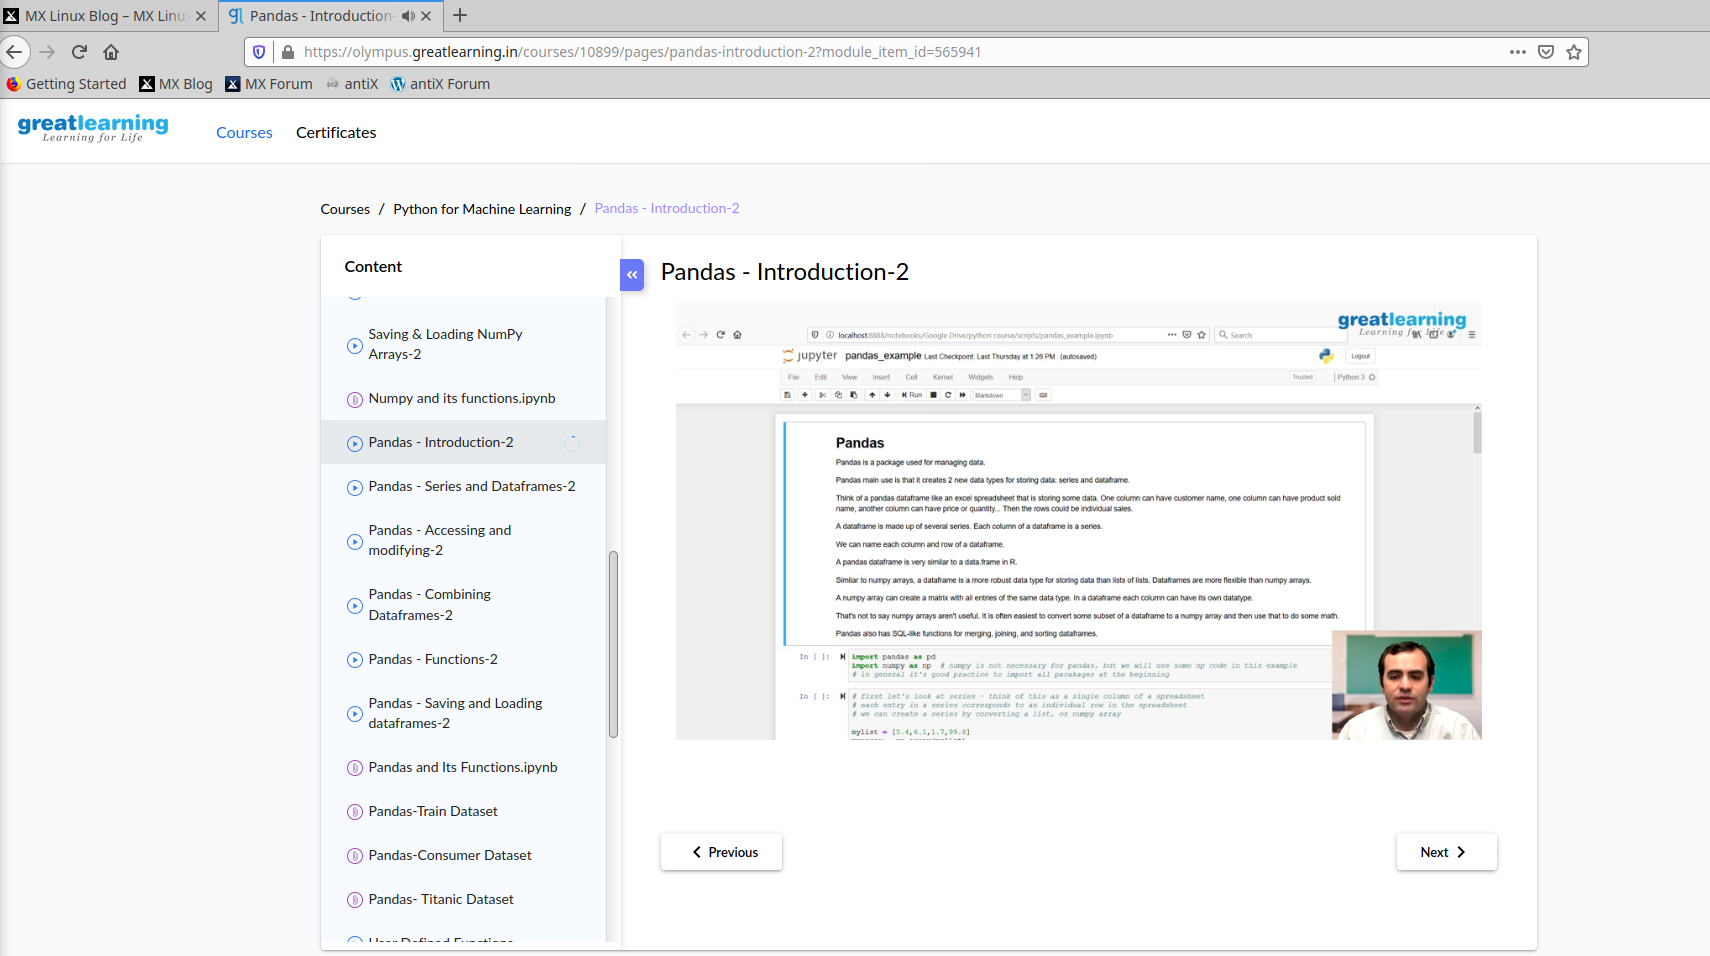 MX Linux Blog – MX Linu
Pandas - Introduction-
https://olympus.greatlearning.in/courses/10899/pages/pandas-introduction-2?module_item_id=565941
Getting Started
MX Blog
MX Forum
antiX
antiX Forum
greatlearning
Learning for Life
Courses
Certificates
Courses / Python for Machine Learning / Pandas - Introduction-2
Content
Saving & Loading NumPy
Arrays-2
Numpy and its functions.ipynb
Pandas - Introduction-2
Pandas - Series and Dataframes-2
Pandas - Accessing and
modifying-2
Pandas - Combining
Dataframes-2
Pandas - Functions-2
Pandas - Saving and Loading
dataframes-2
Pandas and Its Functions.ipynb
Pandas-Train Dataset
Pandas-Consumer Dataset
Pandas- Titanic Dataset
User Defined Functions
«
Pandas - Introduction-2
greatlearning
Learning for Life
localhost:8888/notebooks/Google Drive/python course/scripts/pandas_example.ipynb
Search
jupyter pandas_example Last Checkpoint: Last Thursday at 1:26 PM (autosaved)
Logout
File Edit View Insert Cell Kernel Widgets Help
Trusted
Python 3
Run
Markdown
Pandas
Pandas is a package used for managing data.
Pandas main use is that it creates 2 new data types for storing data: series and dataframe.
Think of a pandas dataframe like an excel spreadsheet that is storing some data. One column can have customer name, one column can have product sold
name, another column can have price or quantity... Then the rows could be individual sales.
A dataframe is made up of several series. Each column of a dataframe is a series.
We can name each column and row of a dataframe.
A pandas dataframe is very similar to a data.frame in R.
Similar to numpy arrays, a dataframe is a more robust data type for storing data than lists of lists. Dataframes are more flexible than numpy arrays.
A numpy array can create a matrix with all entries of the same data type. In a dataframe each column can have its own datatype.
That's not to say numpy arrays aren't useful. It is often easiest to convert some subset of a dataframe to a numpy array and then use that to do some math.
Pandas also has SQL-like functions for merging, joining, and sorting dataframes.
In [ ]: import pandas as pd
import numpy as np # numpy is not necessary for pandas, but we will use some np code in this example
# in general it's good practice to import all pacakages at the beginning
In [ ]: # first let's look at series - think of this as a single column of a spreadsheet
# each entry in a series corresponds to an individual row in the spreadsheet
# we can create a series by converting a list, or numpy array
mylist = [5.4,6.1,1.7,99.8]
Previous
Next